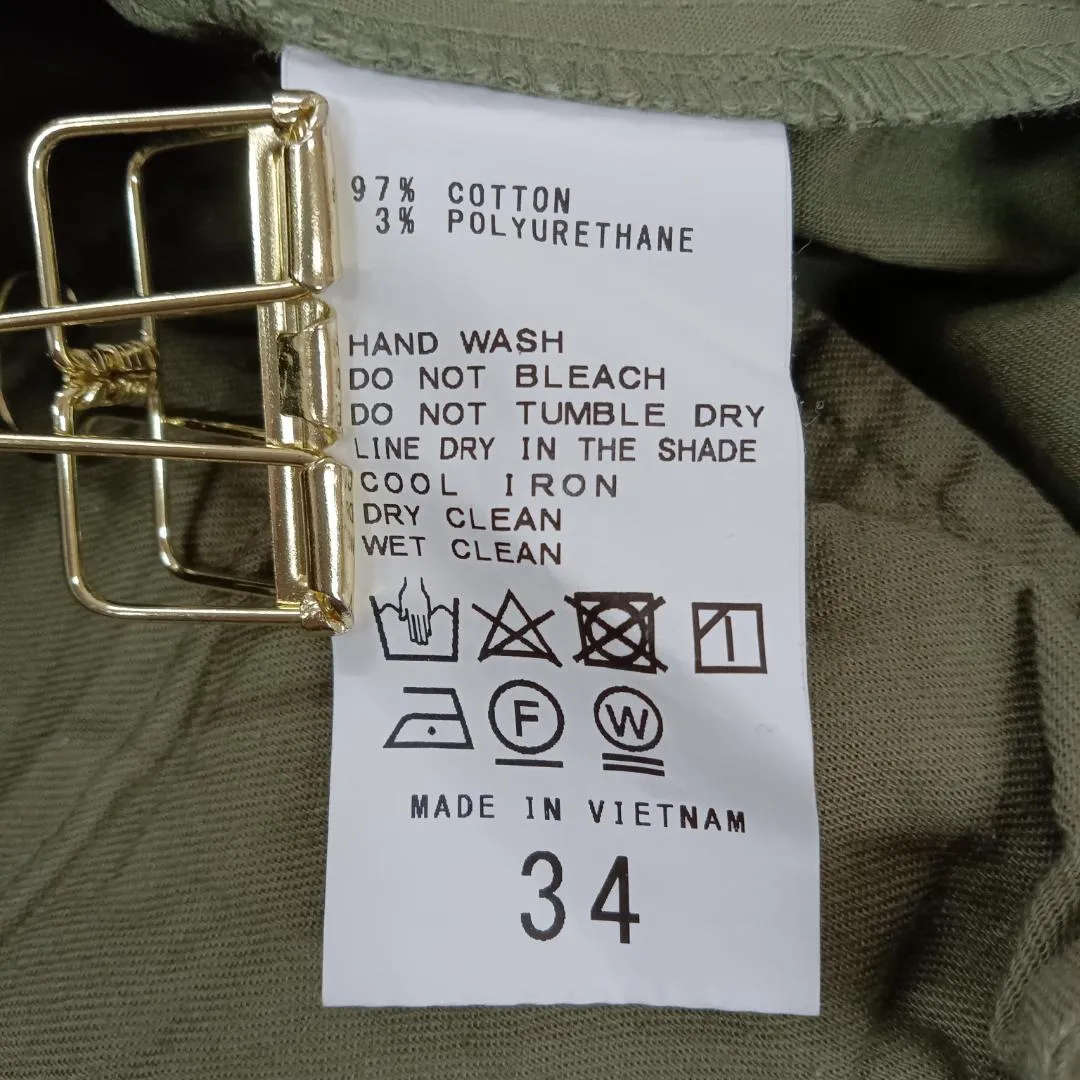 97% COTTON
3% POLYURETHANE
HAND WASH
DO NOT BLEACH
DO NOT TUMBLE DRY
LINE DRY IN THE SHADE
COOL IRON
DRY CLEAN
WET CLEAN
F W
MADE IN VIETNAM
34